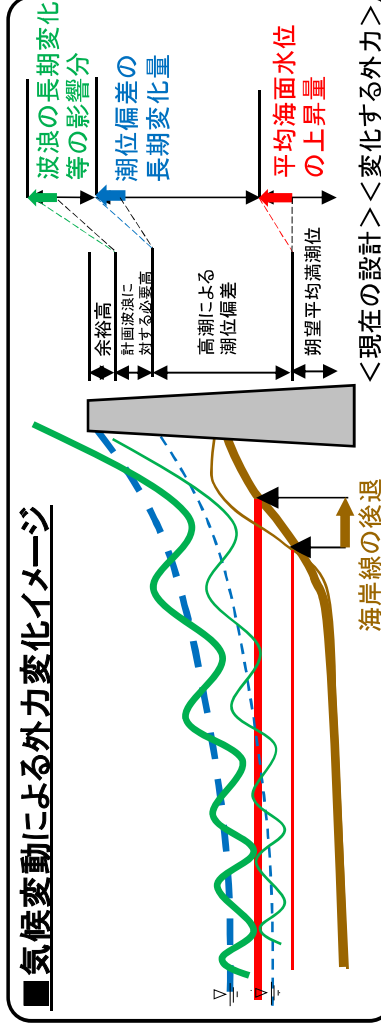 ■気候変動による外力変化イメージ
余裕高
計画波浪に
対する必要高
高潮による
潮位偏差
朔望平均満潮位
波浪の長期変化
等の影響分
潮位偏差の
長期変化量
平均海面水位
の上昇量
海岸線の後退
＜現在の設計＞＜変化する外力＞